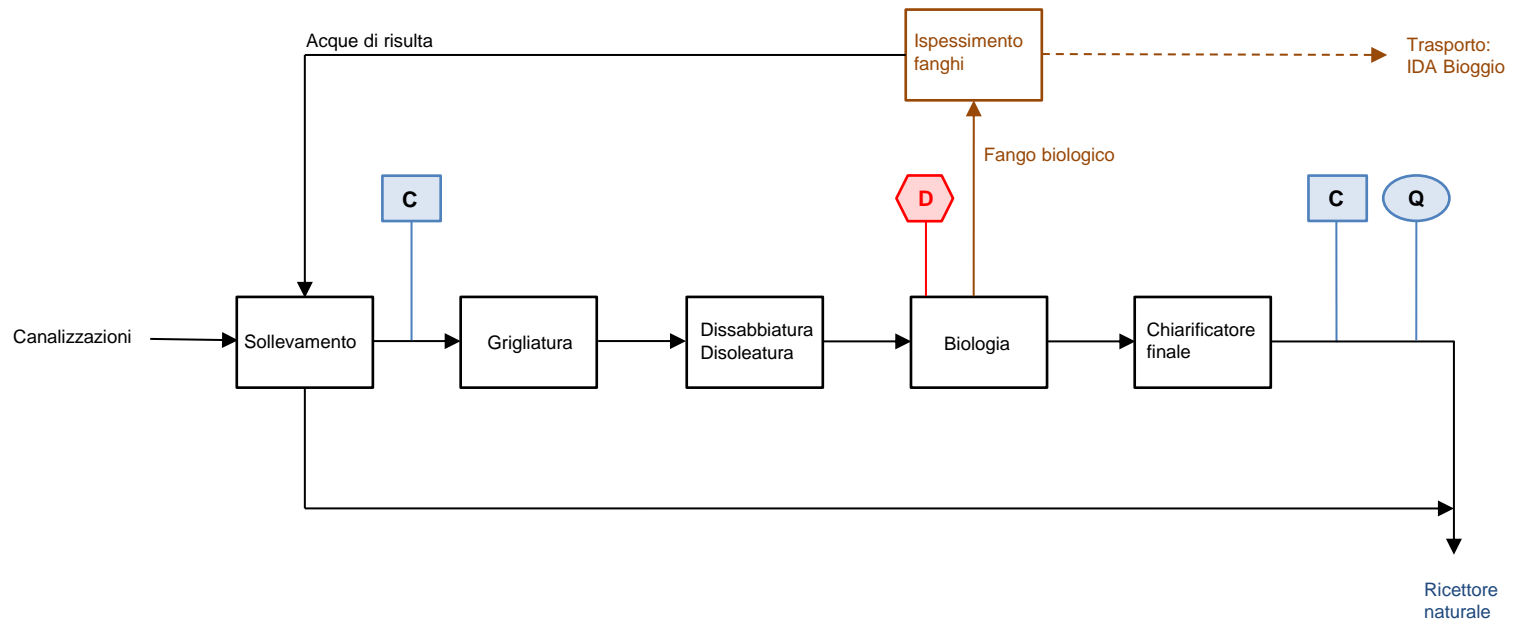 Acque di risulta
Ispessimento
fanghi
Trasporto:
IDA Bioggio
Fango biologico
C
D
C
Q
Canalizzazioni
Sollevamento
Grigliatura
Dissabbiatura
Disoleatura
Biologia
Chiarificatore
finale
Ricettore
naturale